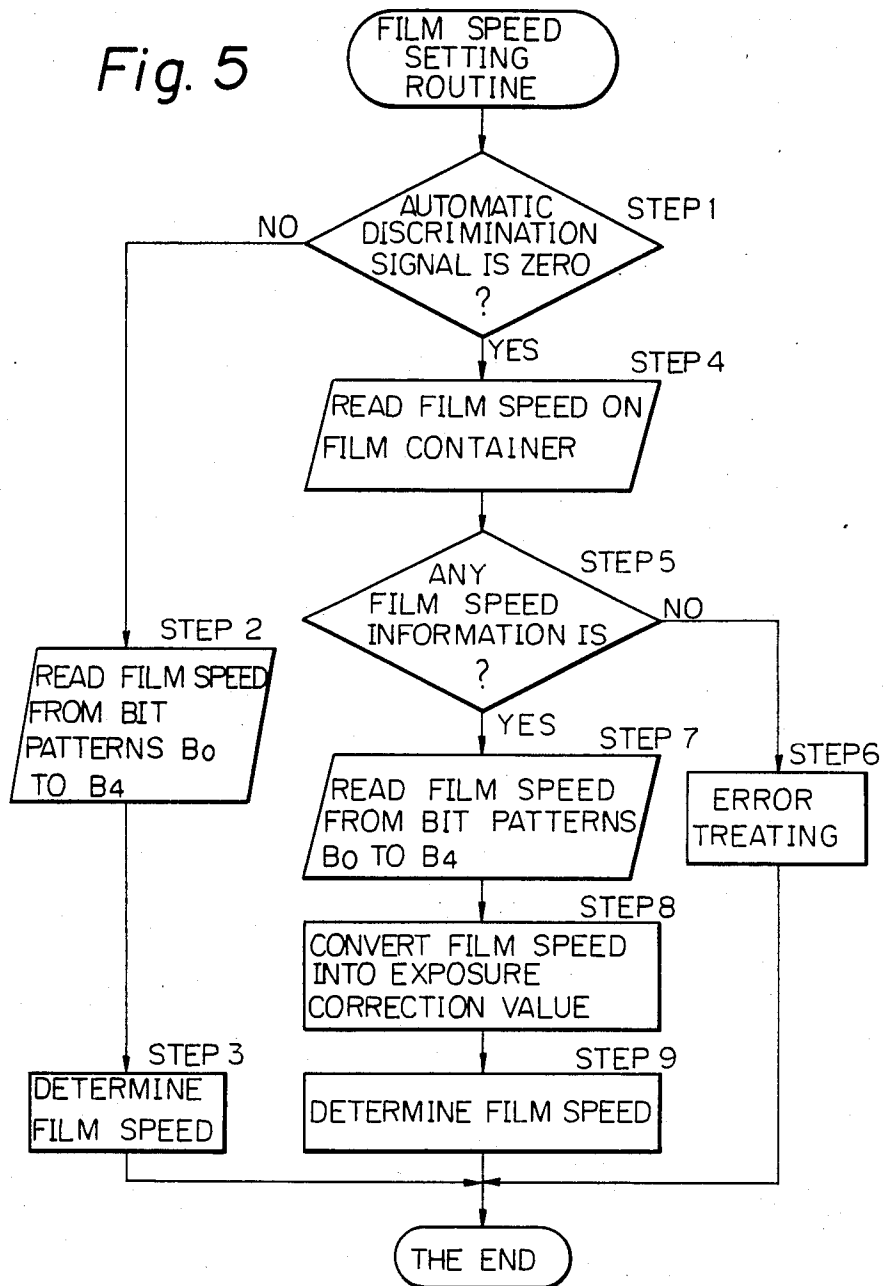 Fig. 5
FILM SPEED
SETTING
ROUTINE
AUTOMATIC
DISCRIMINATION
SIGNAL IS ZERO
?
STEP 1
NO
YES
STEP 4
READ FILM SPEED ON
FILM CONTAINER
STEP 5
ANY
FILM SPEED
INFORMATION IS
?
NO
YES
STEP 2
READ FILM SPEED
FROM BIT
PATTERNS B0
TO B4
STEP 7
READ FILM SPEED
FROM BIT PATTERNS
B0 TO B4
STEP 6
ERROR
TREATING
STEP 8
CONVERT FILM SPEED
INTO EXPOSURE
CORRECTION VALUE
STEP 3
DETERMINE
FILM SPEED
STEP 9
DETERMINE FILM SPEED
THE END